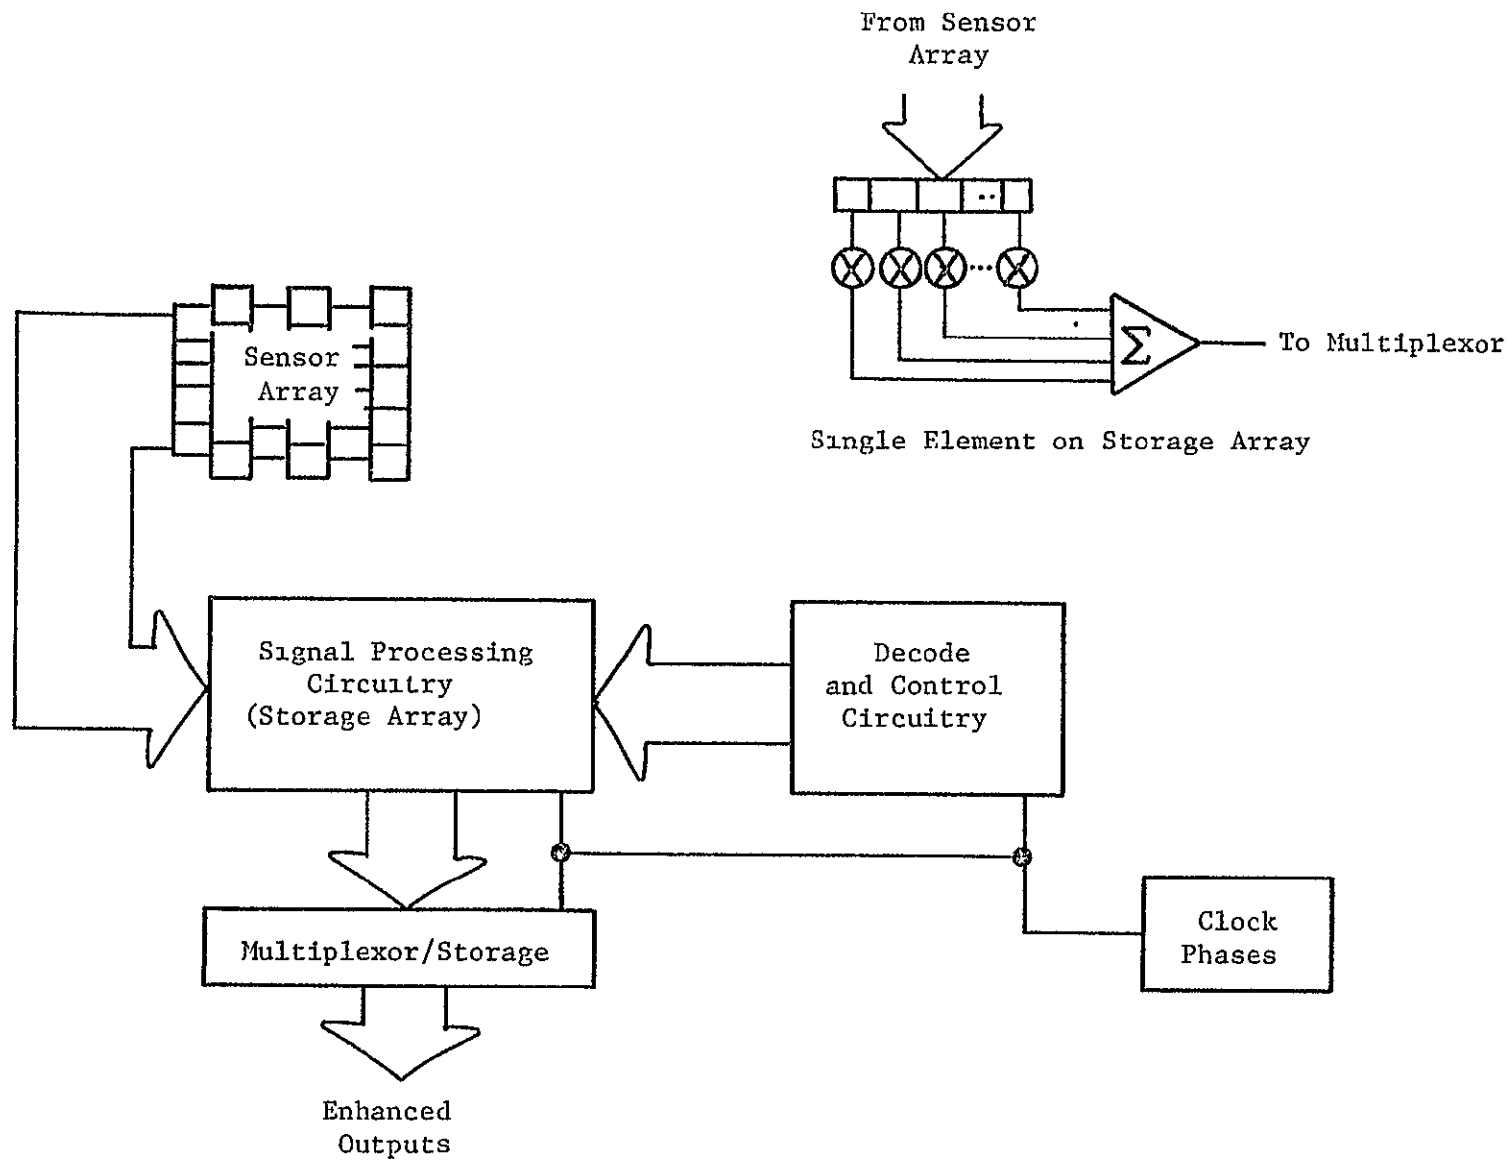 From Sensor
Array
Σ
To Multiplexor
Single Element on Storage Array
Sensor
Array
Signal Processing
Circuitry
(Storage Array)
Decode
and Control
Circuitry
Multiplexor/Storage
Clock
Phases
Enhanced
Outputs